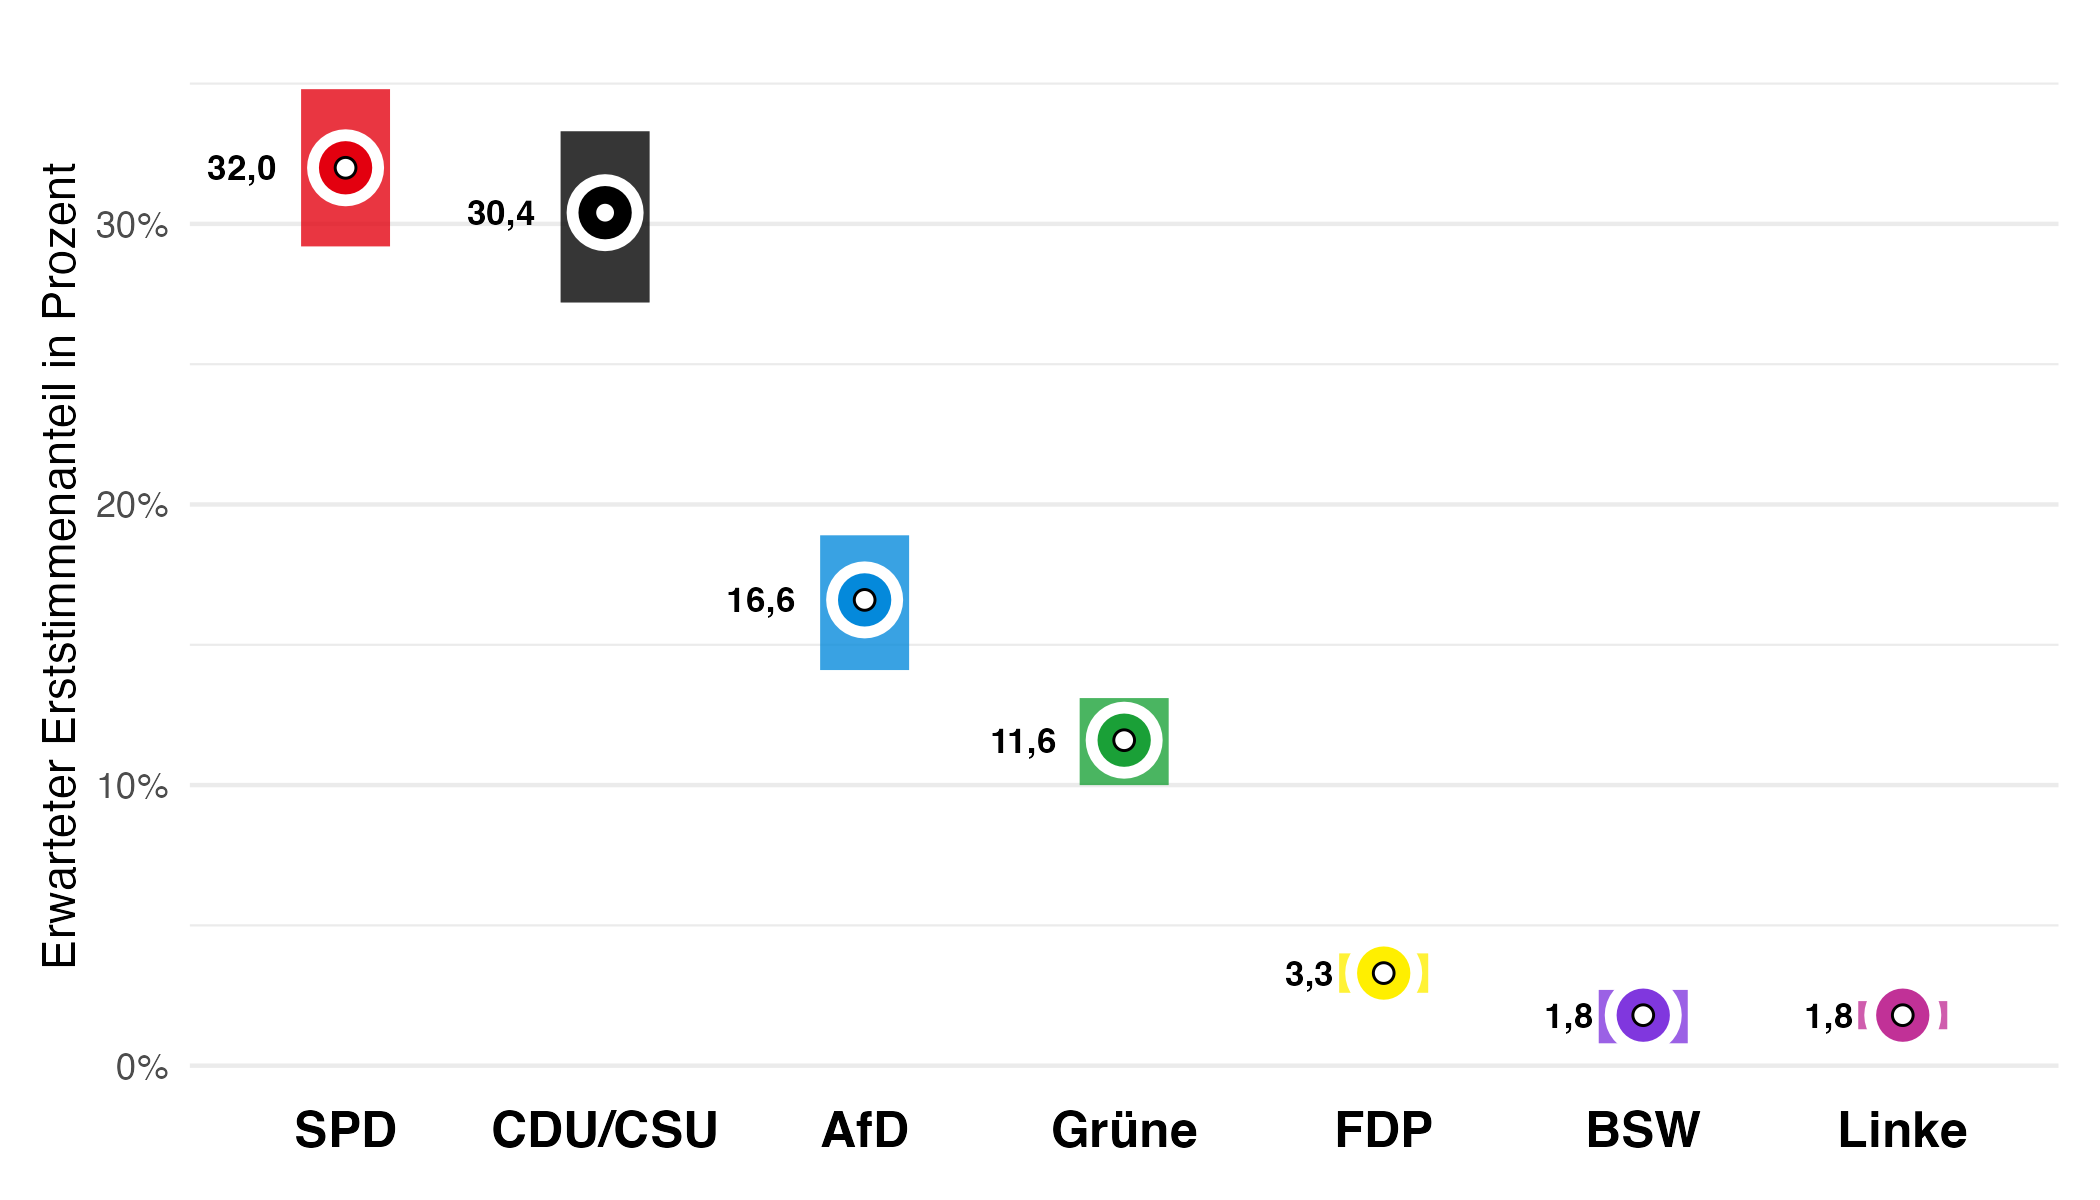 Erwarteter Erststimmenanteil in Prozent
30%
20%
10%
0%
32,0
30,4
16,6
11,6
3,3
1,8
1,8
SPD
CDU/CSU
AfD
Grüne
FDP
BSW
Linke